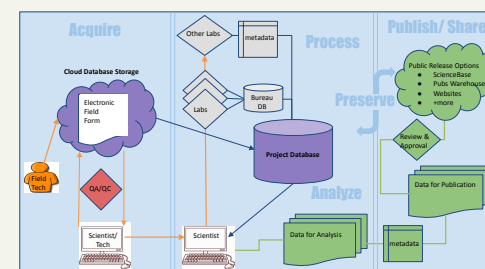 Acquire
Process
Publish/ Share
Preserve
Analyze
Cloud Database Storage
Electronic
Field
Form
Field
Tech
QA/QC
Scientist/
Tech
Other Labs
metadata
Labs
Bureau
DB
Project Database
Scientist
Data for Analysis
metadata
Public Release Options
• ScienceBase
• Pubs Warehouse
• Websites
• +more
Review &
Approval
Data for Publication